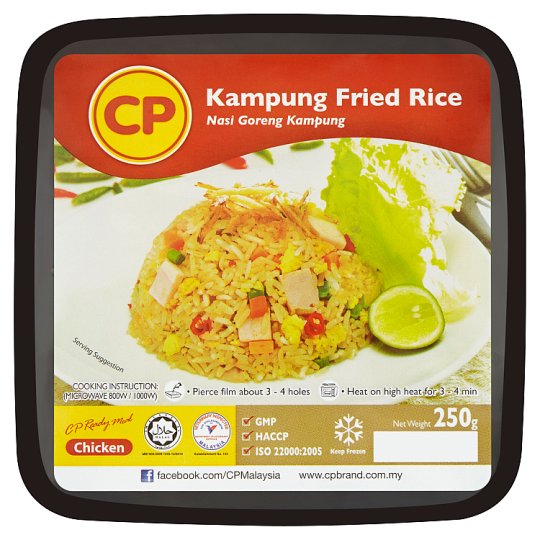 CP
Kampung Fried Rice
Nasi Goreng Kampung
Serving Suggestion
COOKING INSTRUCTION:
(MICROWAVE 800W / 1000W)
• Pierce film about 3 - 4 holes
• Heat on high heat for 3 - 4 min
CP Ready Meal
Chicken
HALAL
MALAYSIA
GMP
HACCP
ISO 22000:2005
Keep Frozen
Net Weight 250g
facebook.com/CPMalaysia
www.cpbrand.com.my